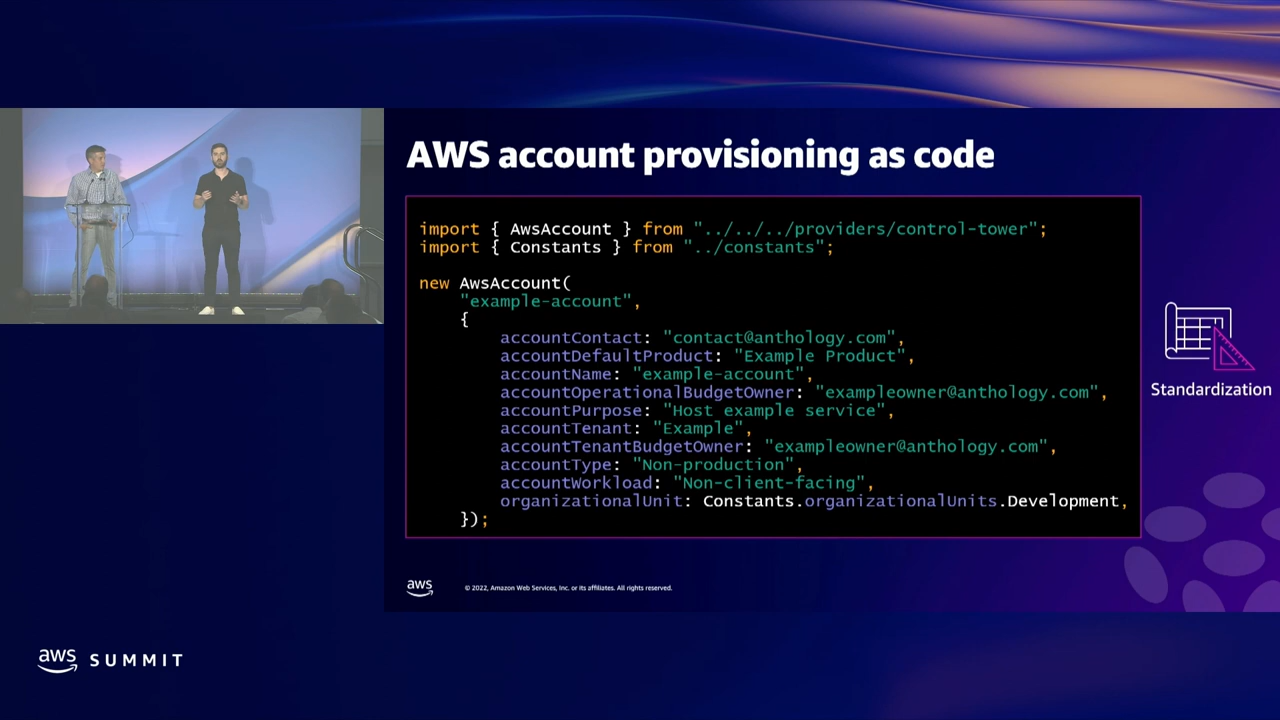 AWS account provisioning as code
import { AwsAccount } from "../../../providers/control-tower";
import { Constants } from "../constants";
new AwsAccount(
"example-account",
{
accountContact: "contact@anthology.com",
accountDefaultProduct: "Example Product",
accountName: "example-account",
accountOperationalBudgetOwner: "exampleowner@anthology.com",
accountPurpose: "Host example service",
accountTenant: "Example",
accountTenantBudgetOwner: "exampleowner@anthology.com",
accountType: "Non-production",
accountWorkload: "Non-client-facing",
organizationalUnit: Constants.organizationalUnits.Development,
});
Standardization
aws
© 2022, Amazon Web Services, Inc. or its affiliates. All rights reserved.
aws SUMMIT